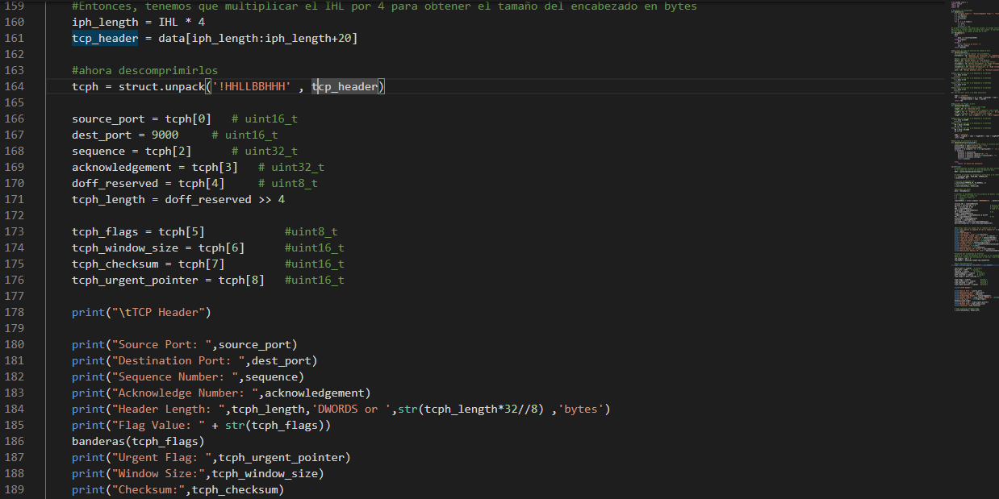 159 #Entonces, tenemos que multiplicar el IHL por 4 para obtener el tamaño del encabezado en bytes
160 iph_length = IHL * 4
161 tcp_header = data[iph_length:iph_length+20]
162
163 #ahora descomprimirlos
164 tcph = struct.unpack('!HHLLBBHHH' , tcp_header)
165
166 source_port = tcph[0] # uint16_t
167 dest_port = 9000 # uint16_t
168 sequence = tcph[2] # uint32_t
169 acknowledgement = tcph[3] # uint32_t
170 doff_reserved = tcph[4] # uint8_t
171 tcph_length = doff_reserved >> 4
172
173 tcph_flags = tcph[5] #uint8_t
174 tcph_window_size = tcph[6] #uint16_t
175 tcph_checksum = tcph[7] #uint16_t
176 tcph_urgent_pointer = tcph[8] #uint16_t
177
178 print("\tTCP Header")
179
180 print("Source Port: ",source_port)
181 print("Destination Port: ",dest_port)
182 print("Sequence Number: ",sequence)
183 print("Acknowledge Number: ",acknowledgement)
184 print("Header Length: ",tcph_length,'DWORDS or ',str(tcph_length*32//8) ,'bytes')
185 print("Flag Value: " + str(tcph_flags))
186 banderas(tcph_flags)
187 print("Urgent Flag: ",tcph_urgent_pointer)
188 print("Window Size:",tcph_window_size)
189 print("Checksum:",tcph_checksum)